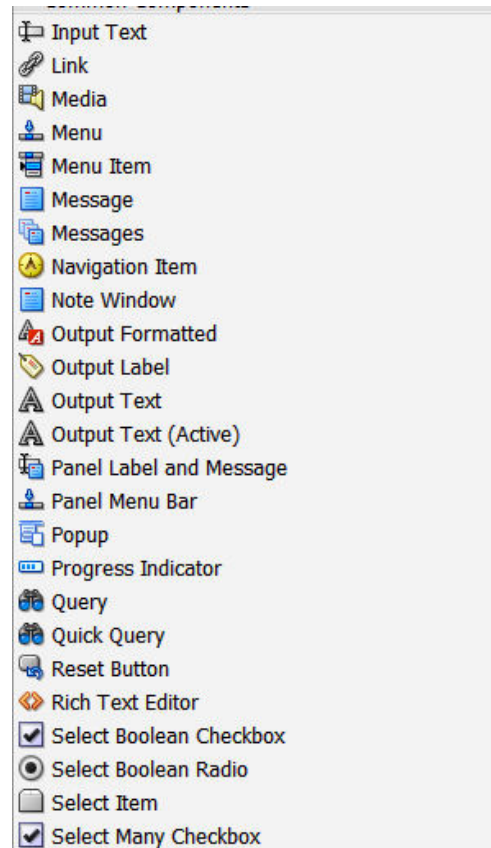 Common Components
Input Text
Link
Media
Menu
Menu Item
Message
Messages
Navigation Item
Note Window
Output Formatted
Output Label
Output Text
Output Text (Active)
Panel Label and Message
Panel Menu Bar
Popup
Progress Indicator
Query
Quick Query
Reset Button
Rich Text Editor
Select Boolean Checkbox
Select Boolean Radio
Select Item
Select Many Checkbox